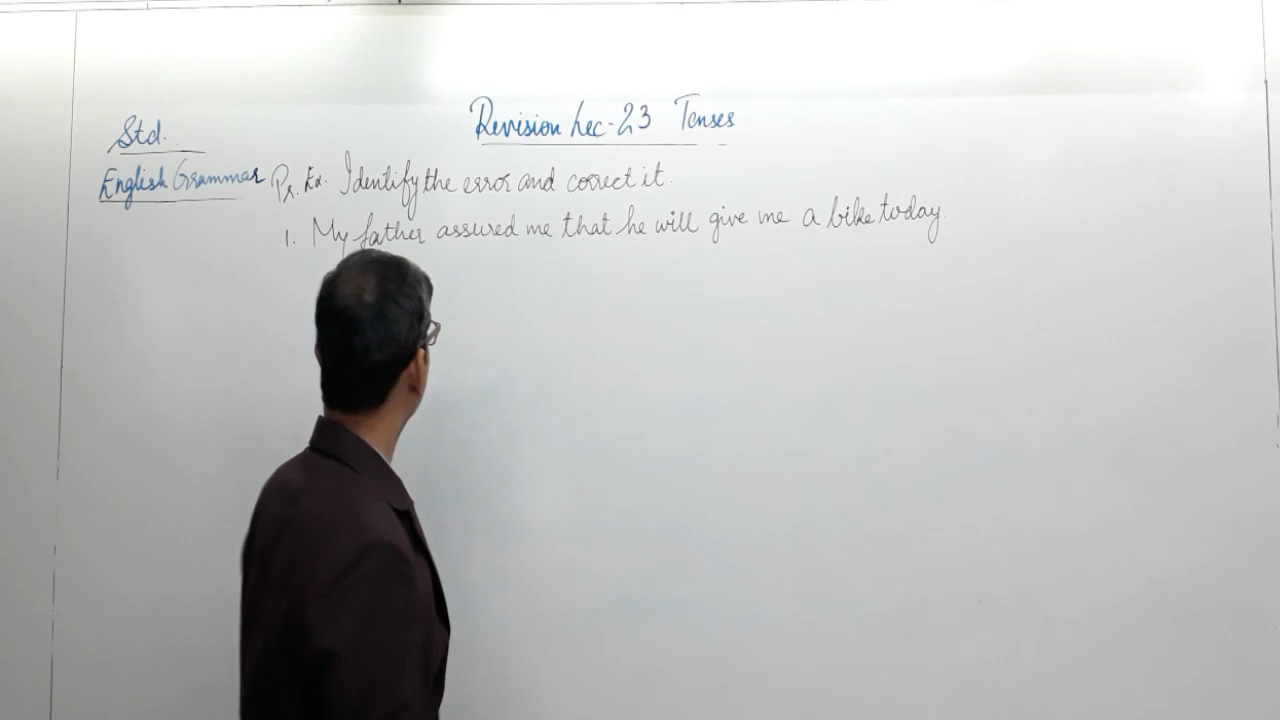 Revision Lec-23 Tenses
Std.
English Grammar
Pr. Ex. Identify the error and correct it.
1. My father assured me that he will give me a bike today.